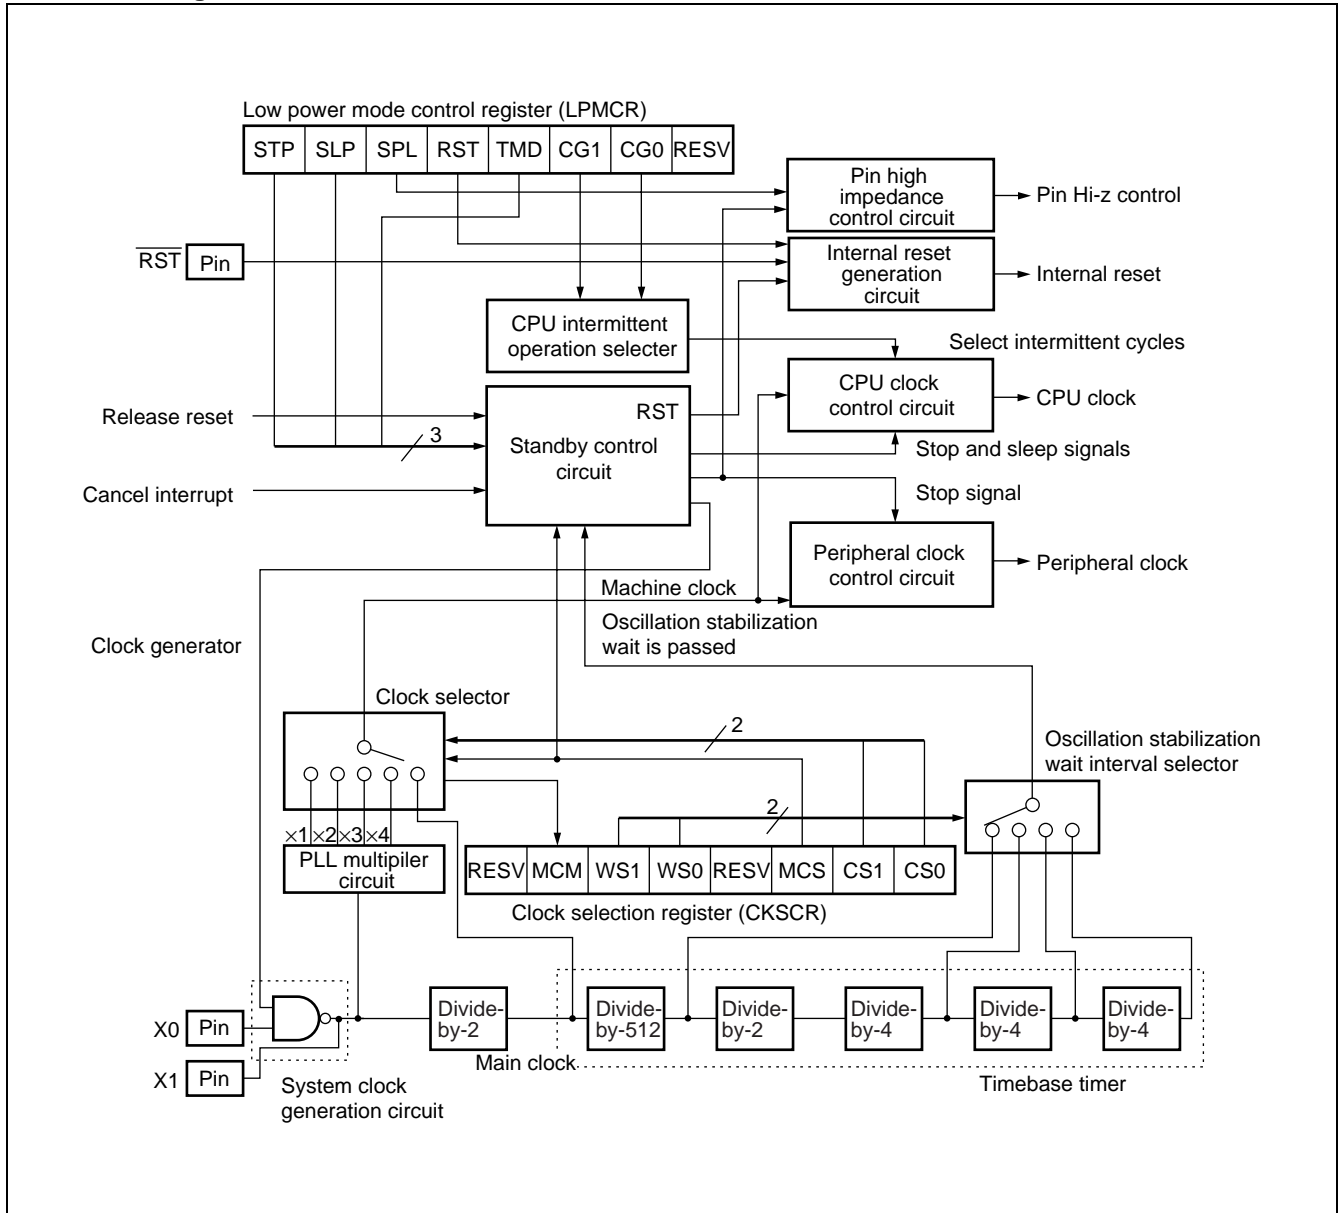 Low power mode control register (LPMCR)
STP SLP SPL RST TMD CG1 CG0 RESV
Pin high
impedance
control circuit
Pin Hi-z control
RST Pin
Internal reset
generation
circuit
Internal reset
CPU intermittent
operation selecter
Select intermittent cycles
CPU clock
control circuit
CPU clock
Release reset
RST
3
Standby control
circuit
Stop and sleep signals
Cancel interrupt
Stop signal
Peripheral clock
control circuit
Peripheral clock
Machine clock
Oscillation stabilization
wait is passed
Clock generator
Clock selector
2
Oscillation stabilization
wait interval selector
2
×1 ×2 ×3 ×4
PLL multipiler
circuit
RESV MCM WS1 WS0 RESV MCS CS1 CS0
Clock selection register (CKSCR)
X0 Pin
X1 Pin
Divide-
by-2
Divide-
by-512
Divide-
by-2
Divide-
by-4
Divide-
by-4
Divide-
by-4
Main clock
System clock
generation circuit
Timebase timer